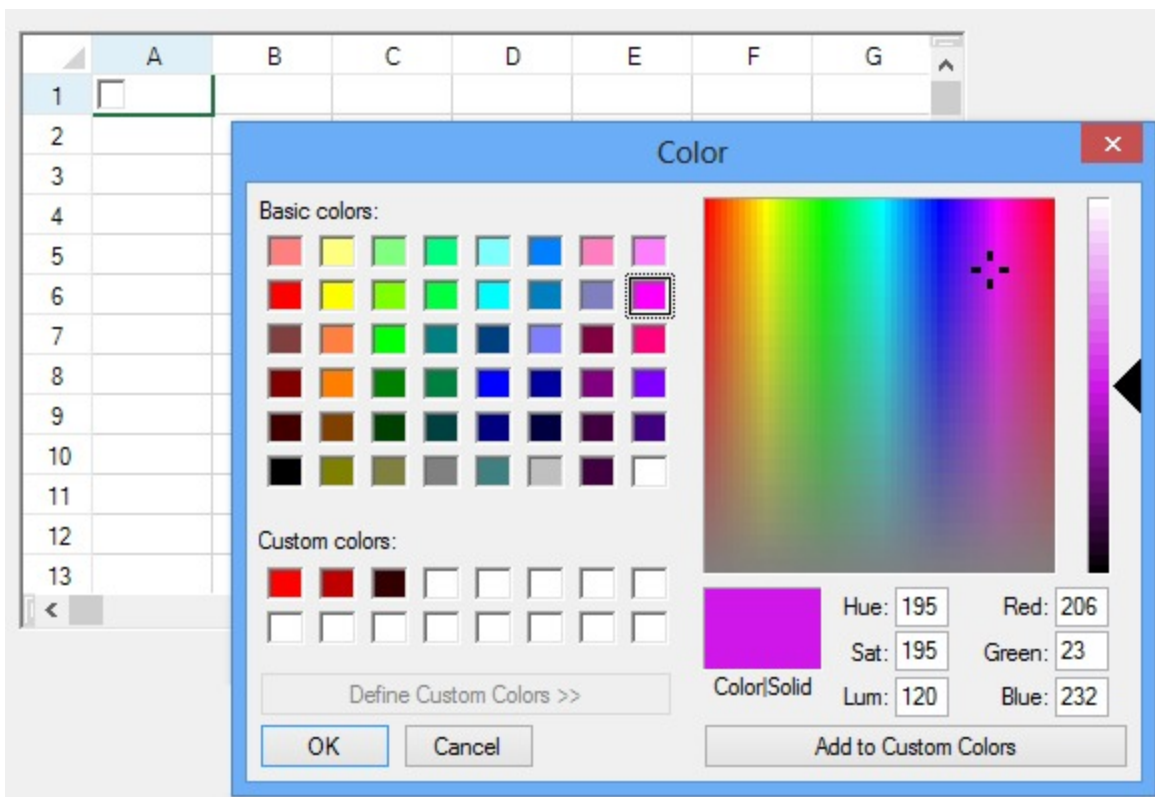 A B C D E F G
1
2
Color
3
4
Basic colors:
5
6
7
8
9
10
11
12
Custom colors:
13
Hue: 195 Red: 206
Sat: 195 Green: 23
Color|Solid
Lum: 120 Blue: 232
Define Custom Colors >>
OK Cancel Add to Custom Colors